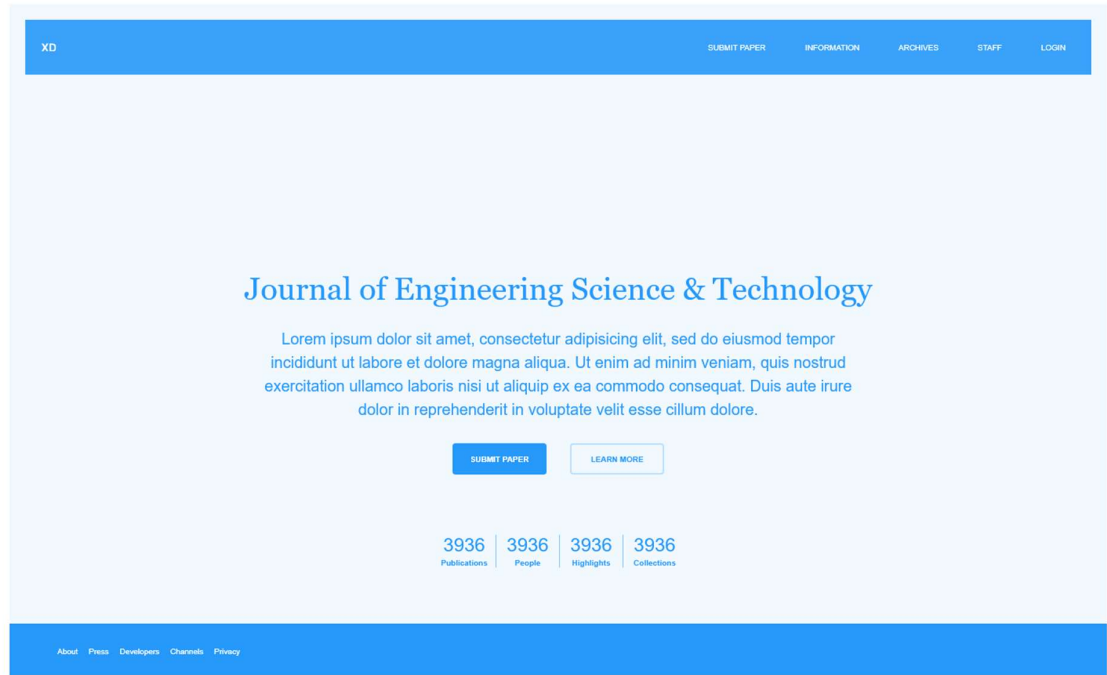 XD
SUBMIT PAPER INFORMATION ARCHIVES STAFF LOGIN
Journal of Engineering Science & Technology
Lorem ipsum dolor sit amet, consectetur adipisicing elit, sed do eiusmod tempor
incididunt ut labore et dolore magna aliqua. Ut enim ad minim veniam, quis nostrud
exercitation ullamco laboris nisi ut aliquip ex ea commodo consequat. Duis aute irure
dolor in reprehenderit in voluptate velit esse cillum dolore.
SUBMIT PAPER LEARN MORE
3936 3936 3936 3936
Publications People Highlights Collections
About Press Developers Channels Privacy